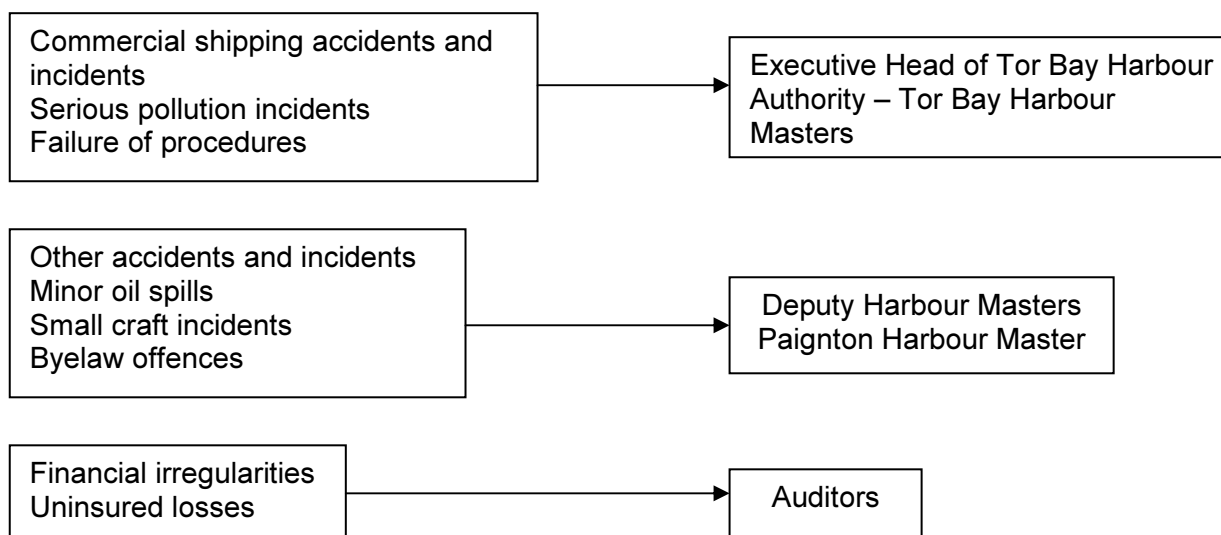 Commercial shipping accidents and
incidents
Serious pollution incidents
Failure of procedures
Executive Head of Tor Bay Harbour
Authority – Tor Bay Harbour
Masters
Other accidents and incidents
Minor oil spills
Small craft incidents
Byelaw offences
Deputy Harbour Masters
Paignton Harbour Master
Financial irregularities
Uninsured losses
Auditors